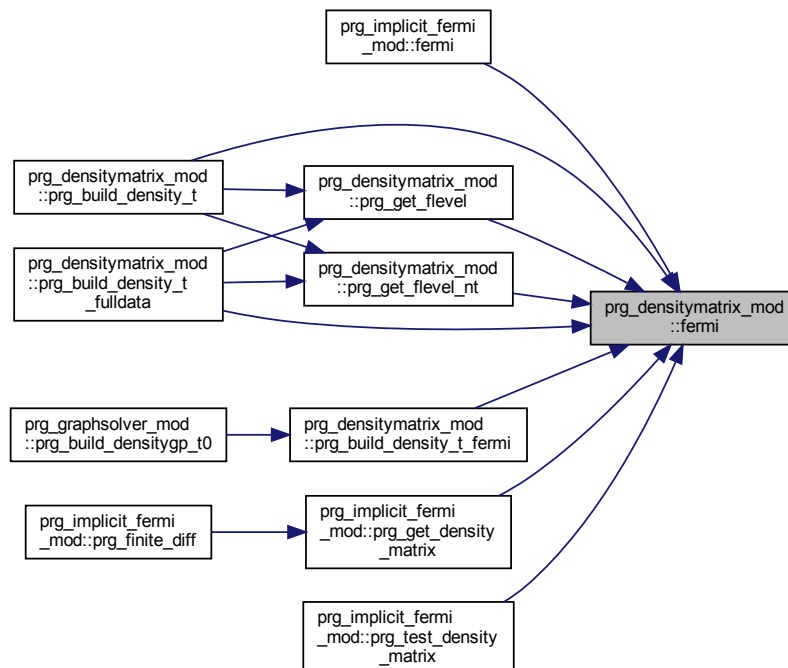 prg_implicit_fermi
_mod::fermi
prg_densitymatrix_mod
::prg_build_density_t
prg_densitymatrix_mod
::prg_get_flevel
prg_densitymatrix_mod
::prg_build_density_t
_fulldata
prg_densitymatrix_mod
::prg_get_flevel_nt
prg_densitymatrix_mod
::fermi
prg_graphsolver_mod
::prg_build_densitygp_t0
prg_densitymatrix_mod
::prg_build_density_t_fermi
prg_implicit_fermi
_mod::prg_finite_diff
prg_implicit_fermi
_mod::prg_get_density
_matrix
prg_implicit_fermi
_mod::prg_test_density
_matrix